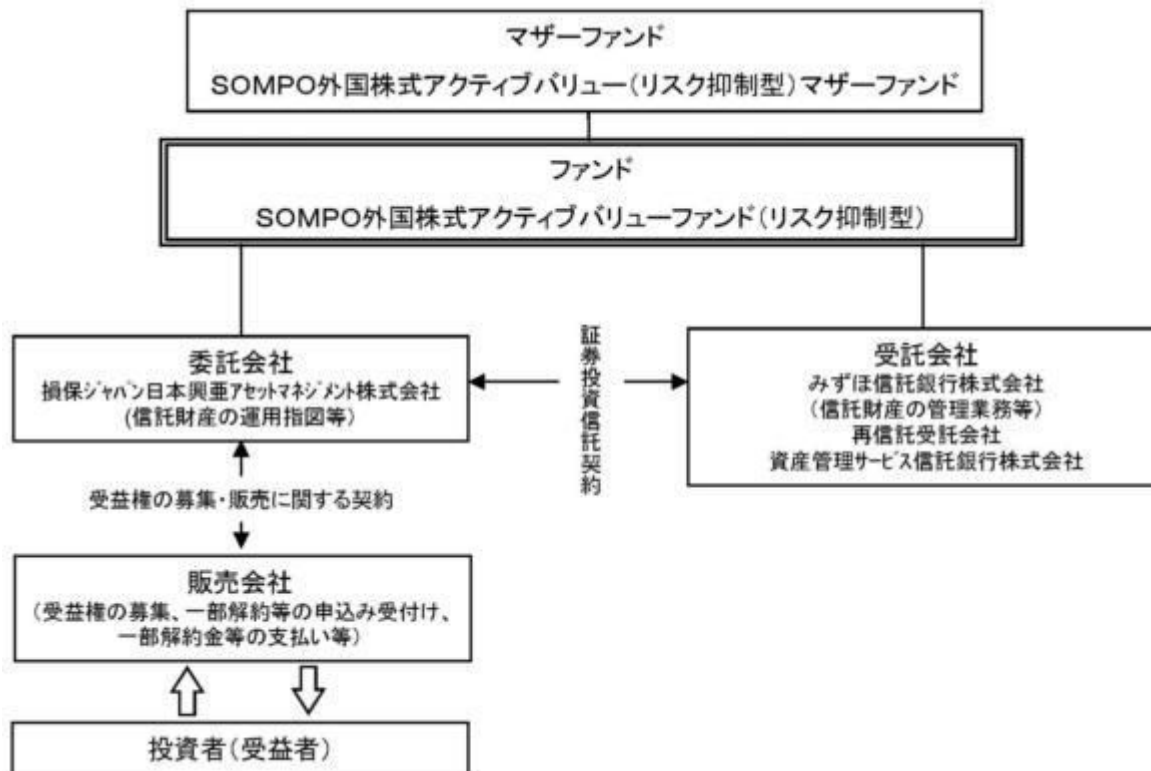 マザーファンド
SOMPO外国株式アクティブバリュー(リスク抑制型)マザーファンド
ファンド
SOMPO外国株式アクティブバリューファンド(リスク抑制型)
委託会社
損保ジャパン日本興亜アセットマネジメント株式会社
(信託財産の運用指図等)
証券投資信託契約
受託会社
みずほ信託銀行株式会社
(信託財産の管理業務等)
再信託受託会社
資産管理サービス信託銀行株式会社
受益権の募集・販売に関する契約
販売会社
(受益権の募集、一部解約等の申込み受付け、
一部解約金等の支払い等)
投資者(受益者)